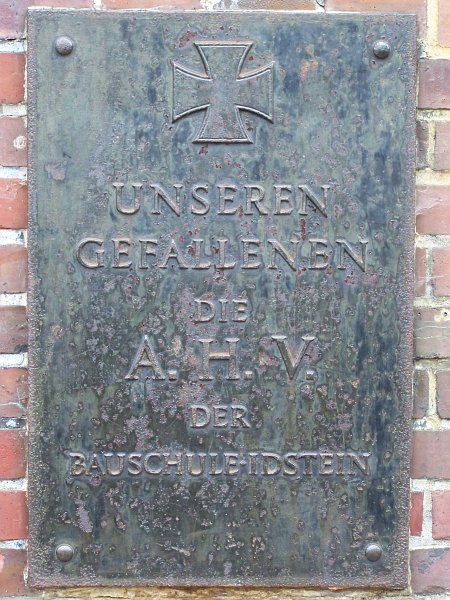 UNSEREN
GEFALLENEN
DIE
A. H. V.
DER
BAUSCHULE·IDSTEIN